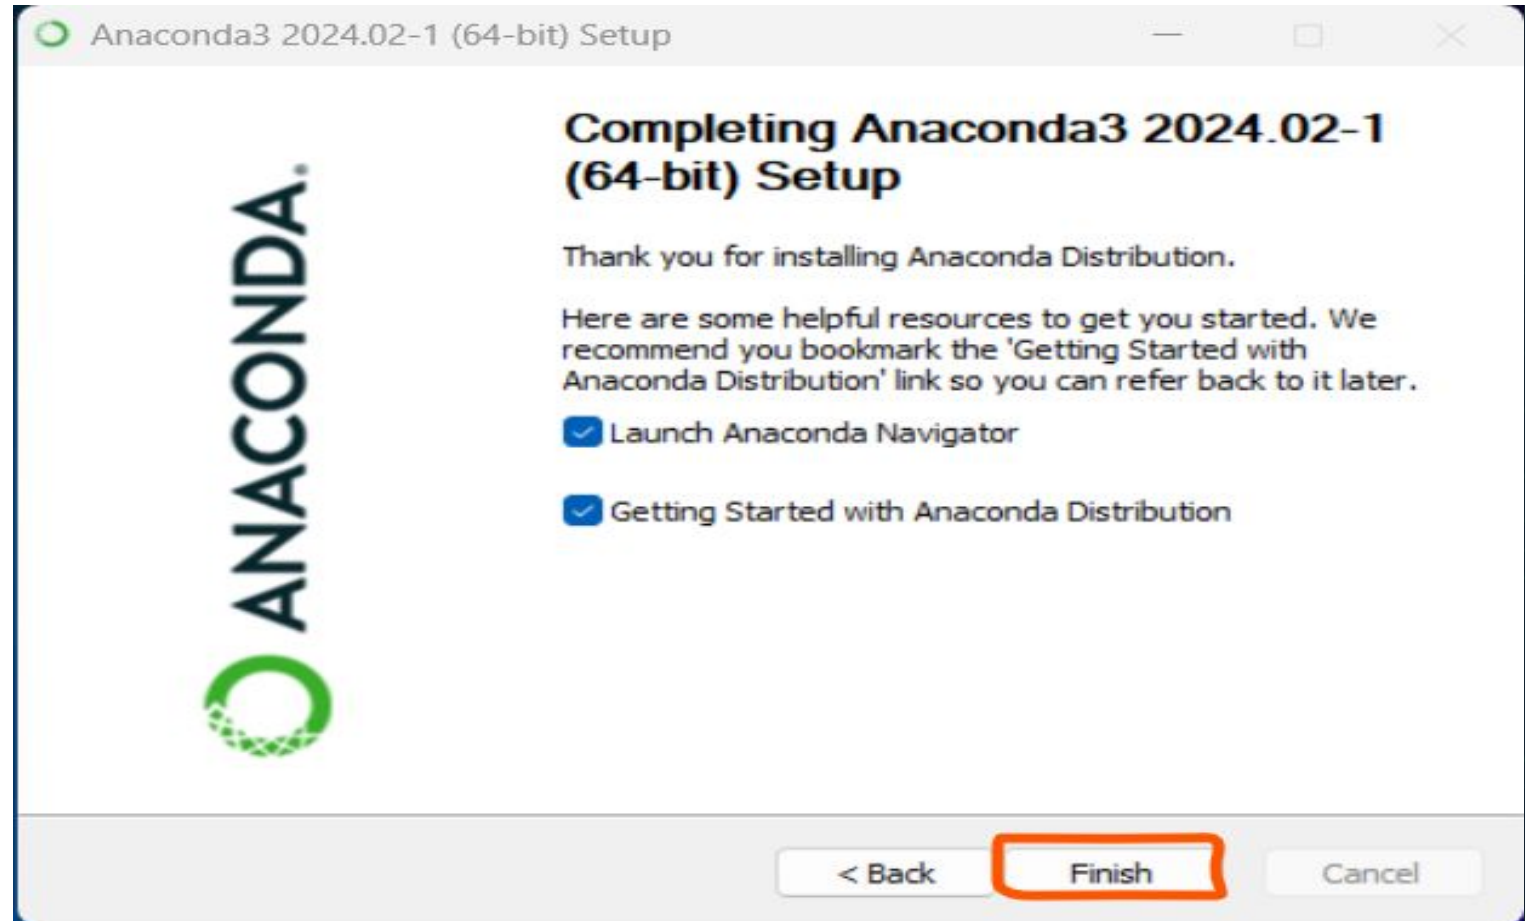 Anaconda3 2024.02-1 (64-bit) Setup
ANACONDA.
Completing Anaconda3 2024.02-1
(64-bit) Setup
Thank you for installing Anaconda Distribution.
Here are some helpful resources to get you started. We
recommend you bookmark the 'Getting Started with
Anaconda Distribution' link so you can refer back to it later.
Launch Anaconda Navigator
Getting Started with Anaconda Distribution
< Back
Finish
Cancel